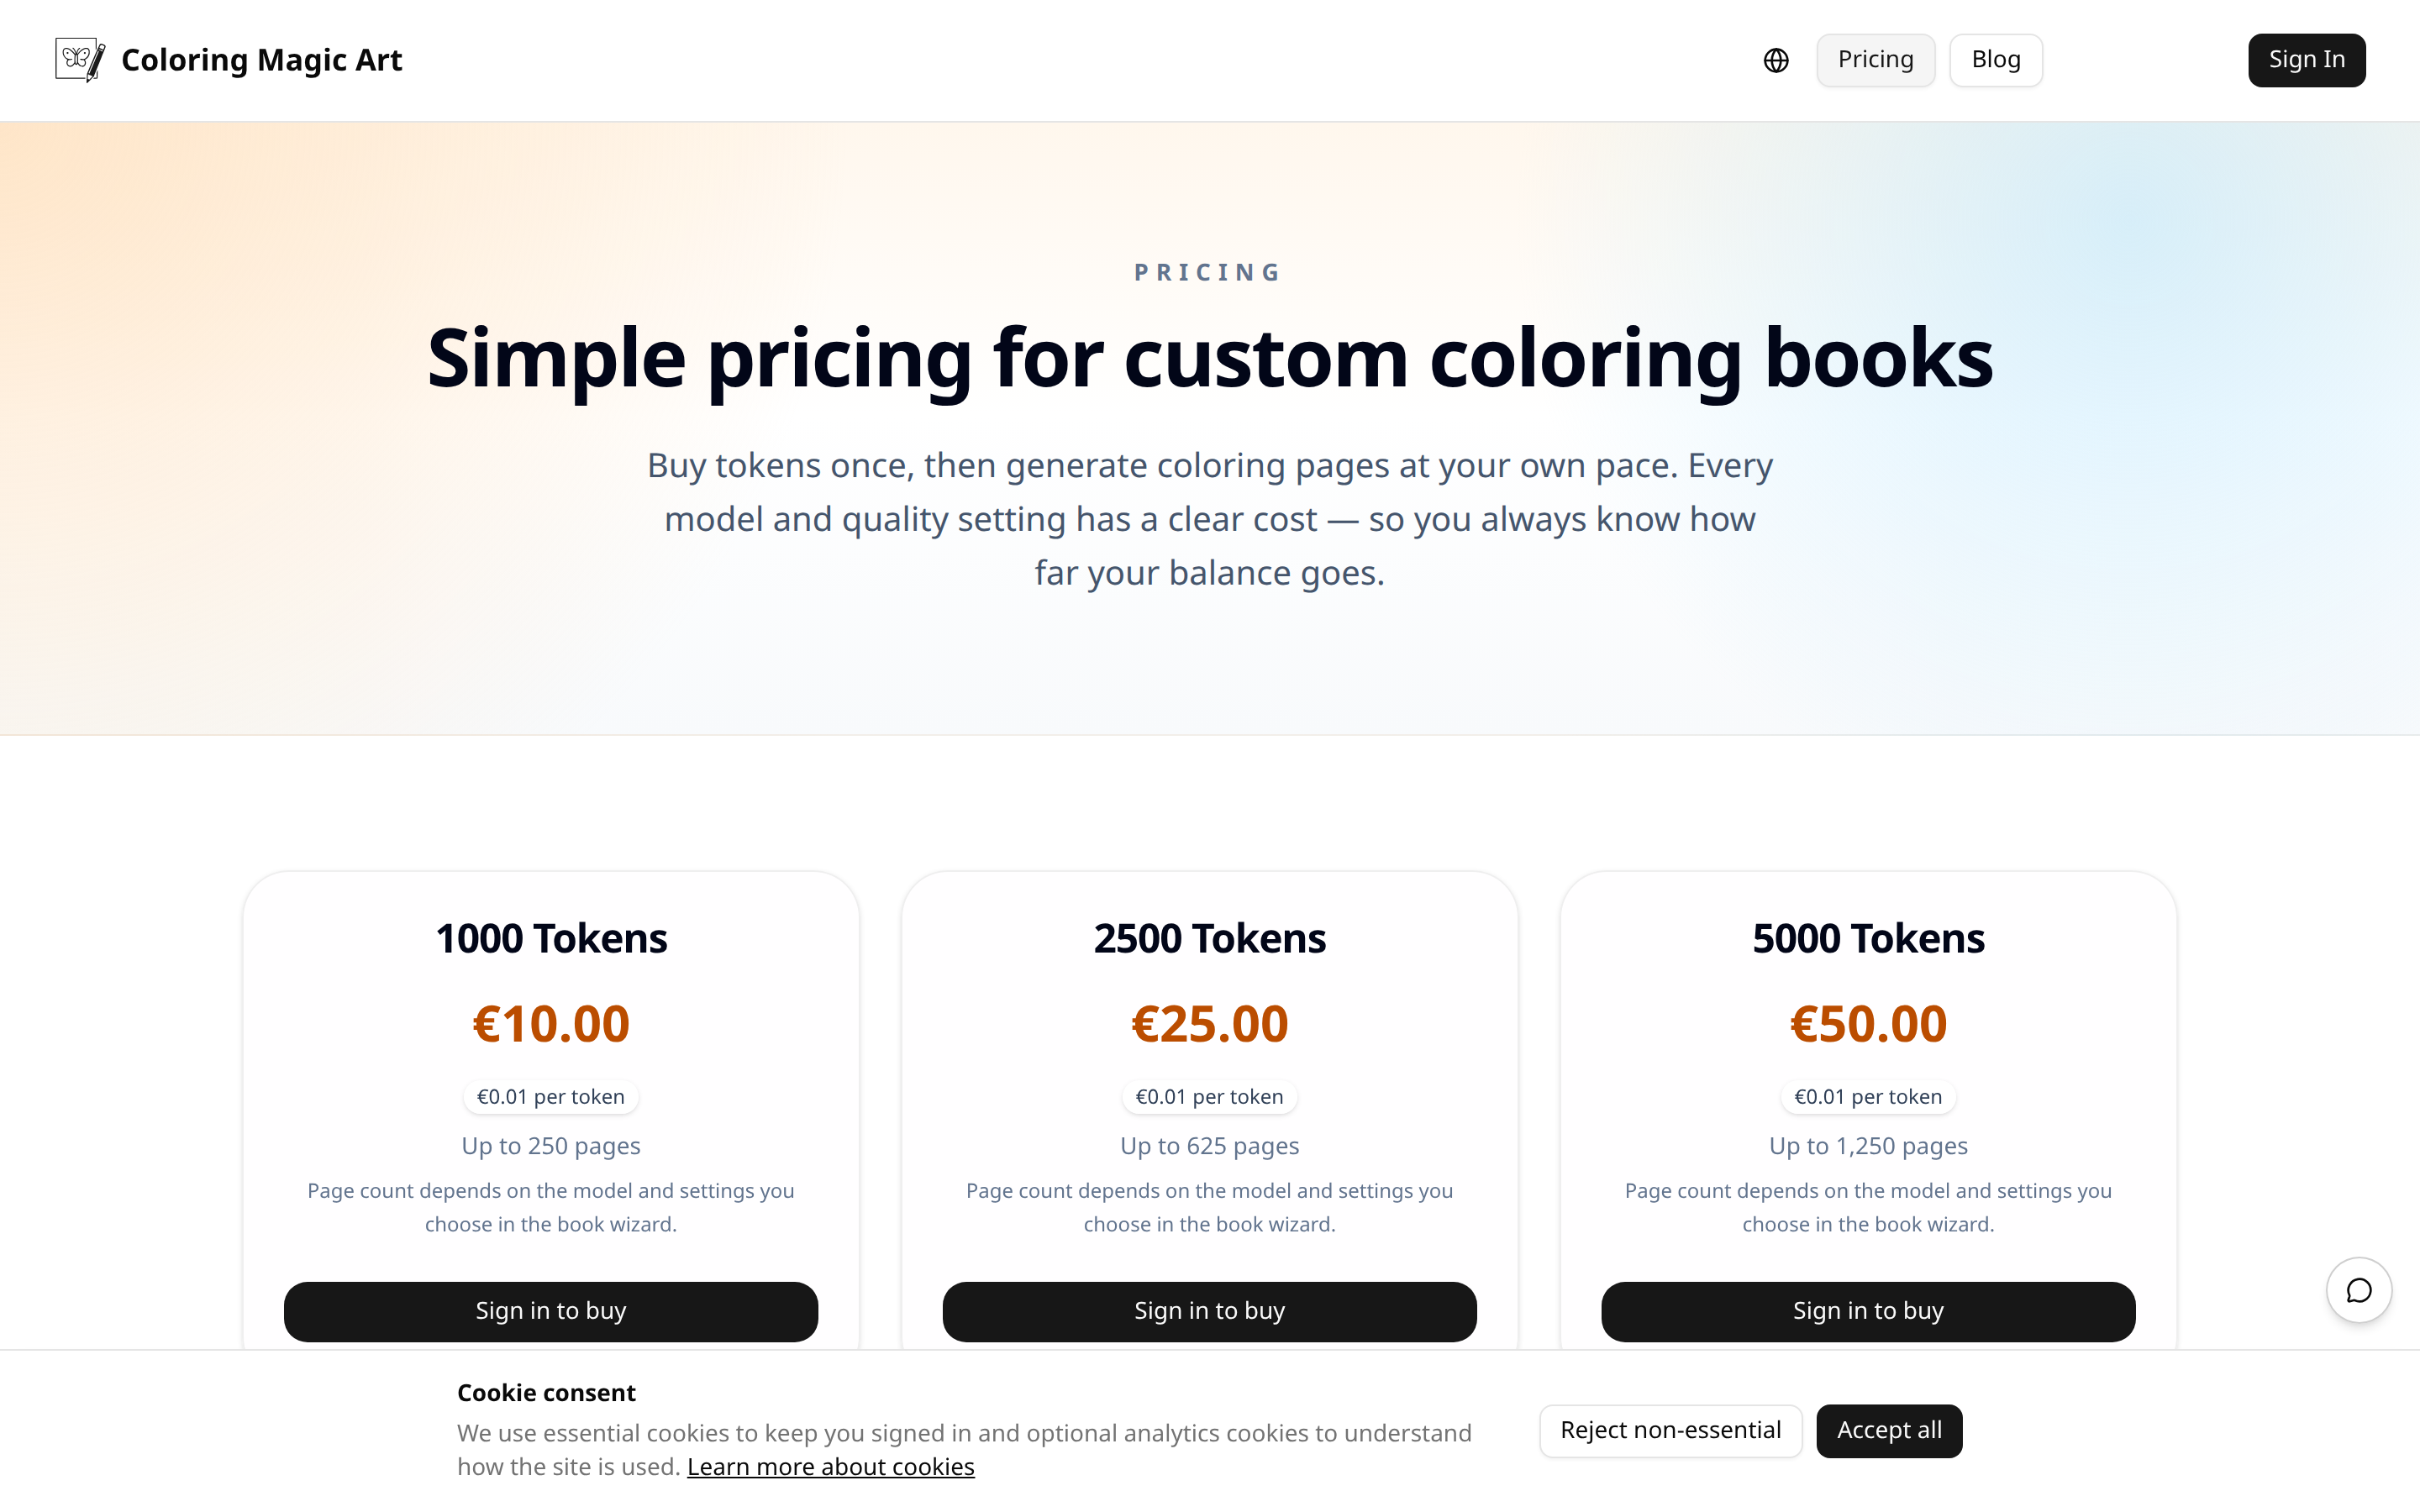 Coloring Magic Art
Pricing
Blog
Sign In
PRICING
Simple pricing for custom coloring books
Buy tokens once, then generate coloring pages at your own pace. Every
model and quality setting has a clear cost — so you always know how
far your balance goes.
1000 Tokens
€10.00
€0.01 per token
Up to 250 pages
Page count depends on the model and settings you
choose in the book wizard.
Sign in to buy
2500 Tokens
€25.00
€0.01 per token
Up to 625 pages
Page count depends on the model and settings you
choose in the book wizard.
Sign in to buy
5000 Tokens
€50.00
€0.01 per token
Up to 1,250 pages
Page count depends on the model and settings you
choose in the book wizard.
Sign in to buy
Cookie consent
We use essential cookies to keep you signed in and optional analytics cookies to understand
how the site is used. Learn more about cookies
Reject non-essential
Accept all